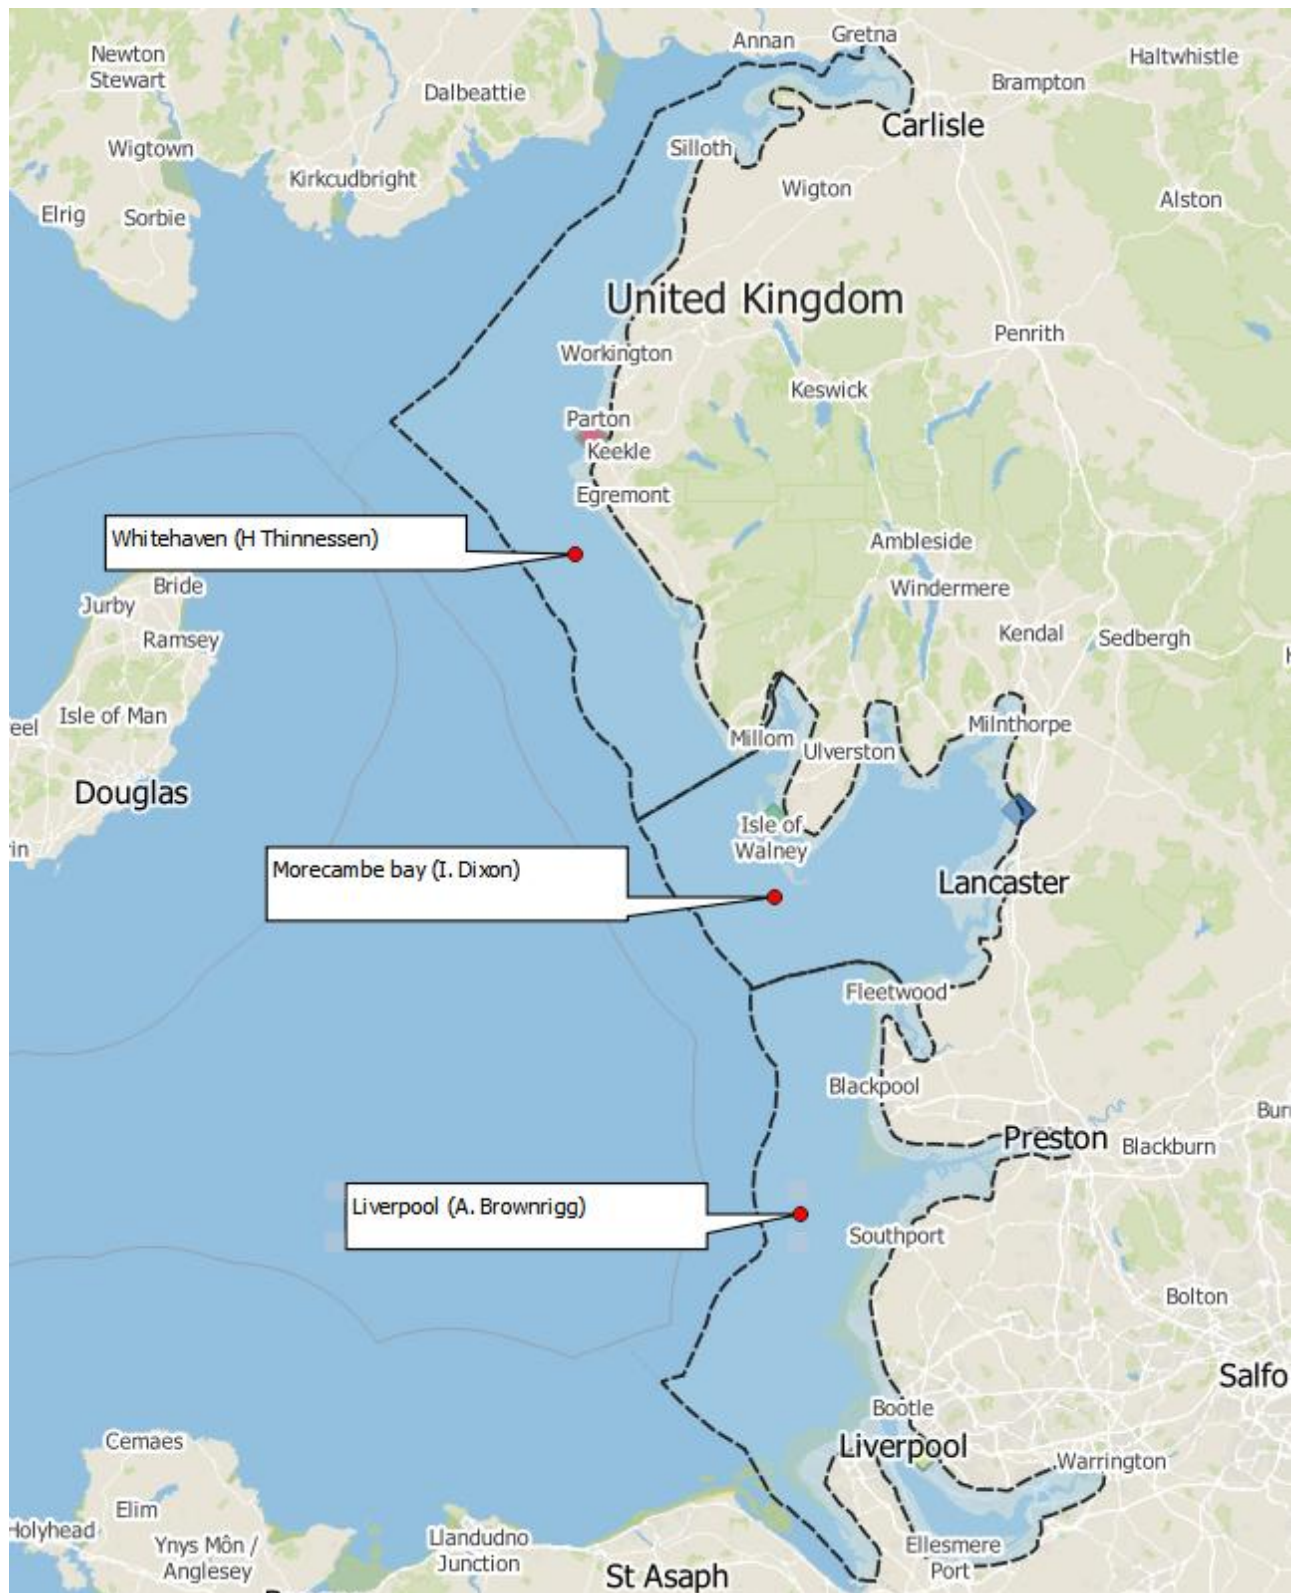 Annan
Gretna
Newton
Stewart
Haltwhistle
Dalbeattie
Brampton
Carlisle
Wigtown
Silloth
Kirkcudbright
Wigton
Alston
Elrig
Sorbie
United Kingdom
Penrith
Workington
Keswick
Parton
Keekle
Egremont
Whitehaven (H Thinnessen)
Ambleside
Bride
Windermere
Jurby
Ramsey
Kendal
Sedbergh
eel
Isle of Man
Millom
Ulverston
Milnthorpe
Douglas
Isle of
Walney
rin
Morecambe bay (I. Dixon)
Lancaster
Fleetwood
Blackpool
Burn
Preston
Blackburn
Liverpool (A. Brownrigg)
Southport
Bolton
Salfo
Bootle
Liverpool
Cemaes
Warrington
Elim
Holyhead
Ynys Môn /
Anglesey
Llandudno
Junction
Ellesmere
Port
St Asaph